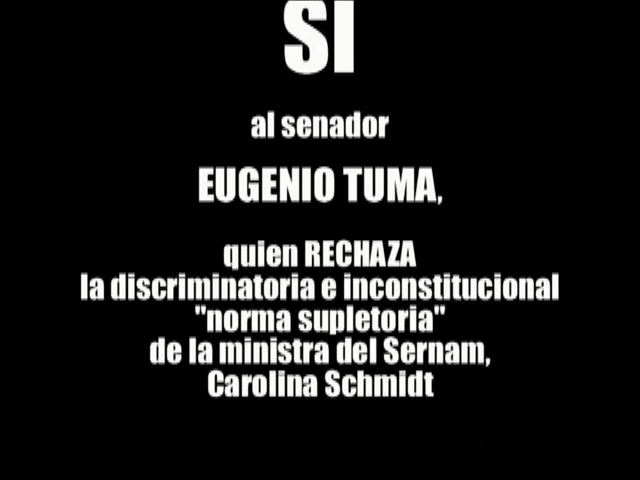 SI
al senador
EUGENIO TUMA,
quien RECHAZA
la discriminatoria e inconstitucional
"norma supletoria"
de la ministra del Sernam,
Carolina Schmidt